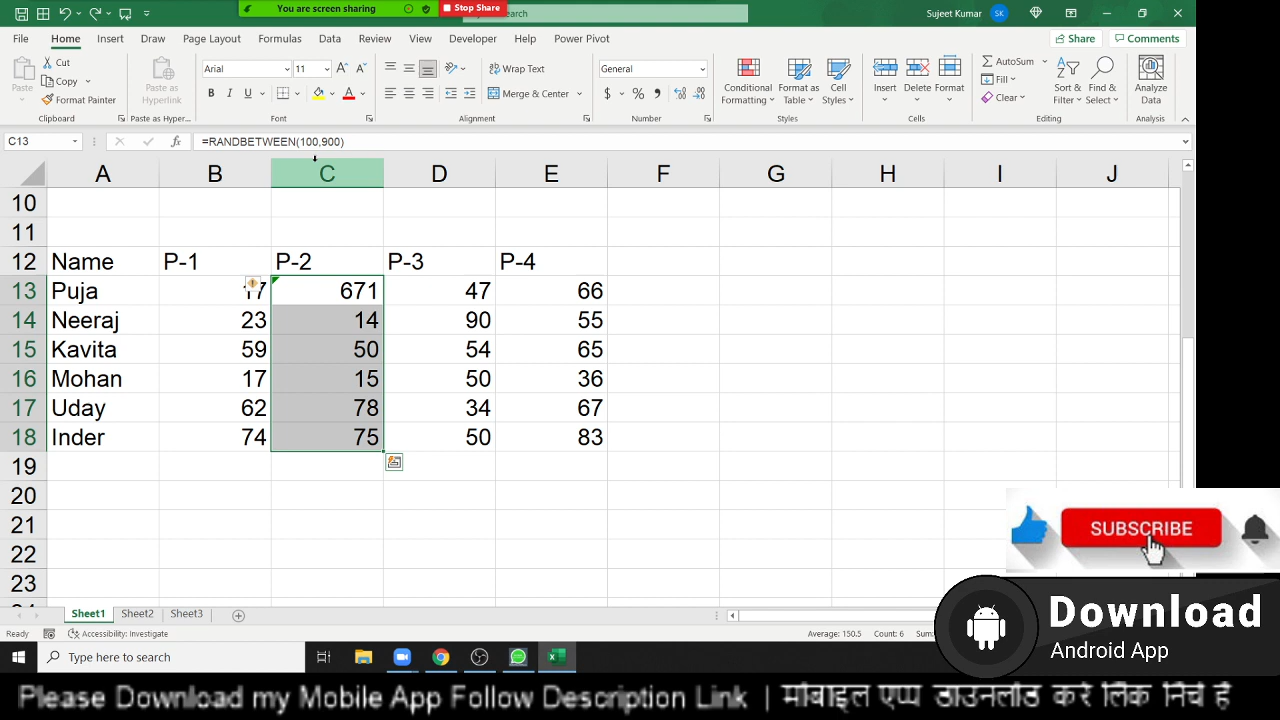 You are screen sharing
Stop Share
Search
Sujeet Kumar
SK
File Home Insert Draw Page Layout Formulas Data Review View Developer Help Power Pivot
Share
Comments
Paste
Cut
Copy
Format Painter
Clipboard
Paste as Hyperlink
Paste as Hyper...
Arial
11
B I U
Font
Wrap Text
Merge & Center
Alignment
General
$ % ,
Number
Conditional Formatting
Format as Table
Cell Styles
Styles
Insert Delete Format
Cells
AutoSum
Fill
Clear
Sort & Filter
Find & Select
Editing
Analyze Data
Analysis
C13
fx
=RANDBETWEEN(100,900)
A B C D E F G H I J
10
11
12 Name P-1 P-2 P-3 P-4
13 Puja 17 671 47 66
14 Neeraj 23 14 90 55
15 Kavita 59 50 54 65
16 Mohan 17 15 50 36
17 Uday 62 78 34 67
18 Inder 74 75 50 83
19
20
21
22
23
Sheet1 Sheet2 Sheet3
Ready
Accessibility: Investigate
Average: 150.5 Count: 6
SUBSCRIBE
Download
Android App
Type here to search
Please Download my Mobile App Follow Description Link | मोबाइल एप्प डाउनलोड करे लिंक निचे है